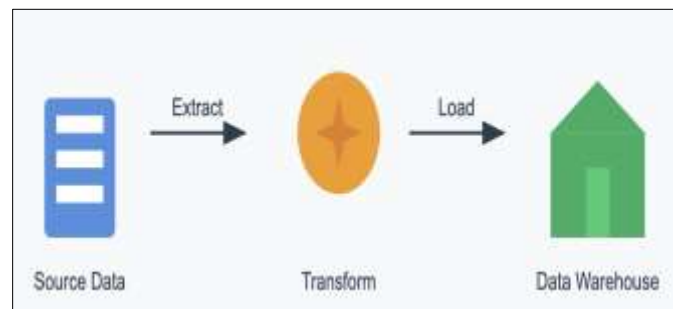 Extract
Load
Source Data
Transform
Data Warehouse